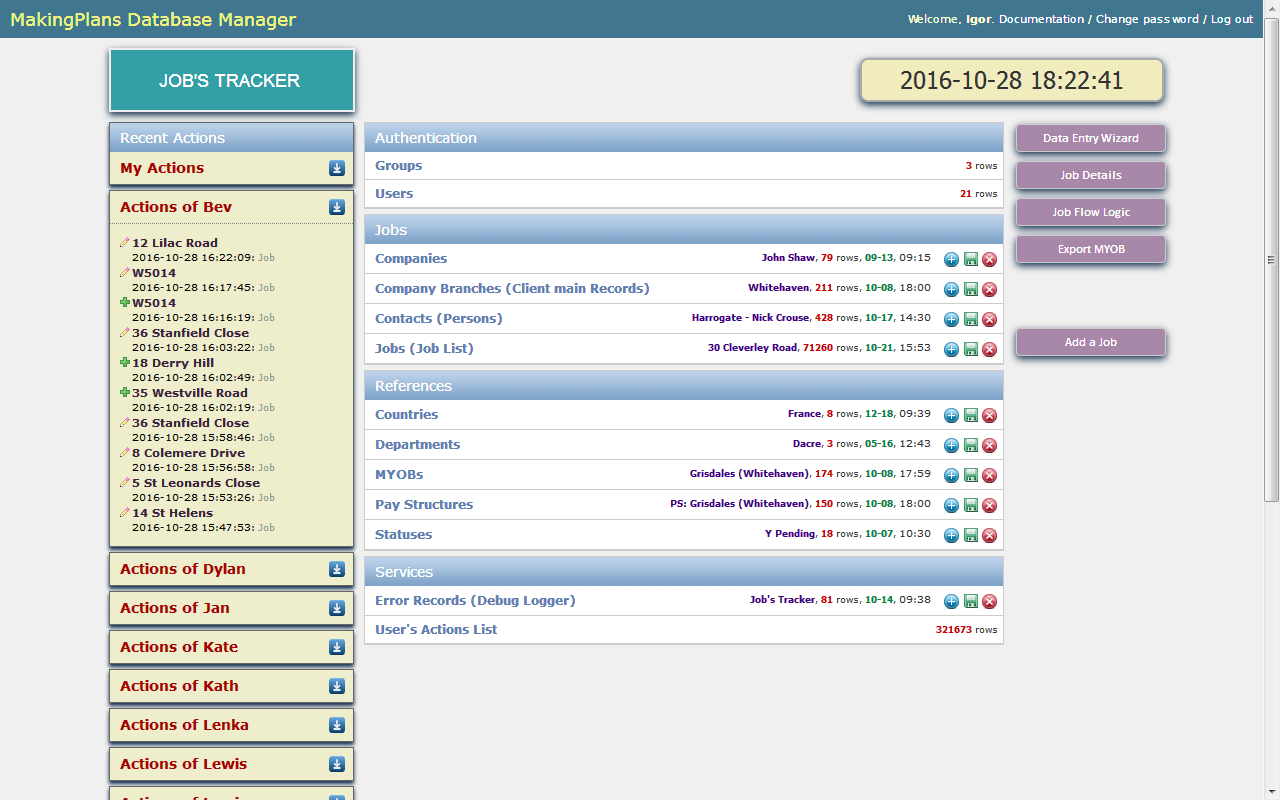 MakingPlans Database Manager
Welcome, Igor. Documentation / Change password / Log out
JOB'S TRACKER
2016-10-28 18:22:41
Recent Actions
My Actions
Actions of Bev
12 Lilac Road
2016-10-28 16:22:09: Job
W5014
2016-10-28 16:17:45: Job
W5014
2016-10-28 16:16:19: Job
36 Stanfield Close
2016-10-28 16:03:22: Job
18 Derry Hill
2016-10-28 16:02:49: Job
35 Westville Road
2016-10-28 16:02:19: Job
36 Stanfield Close
2016-10-28 15:58:46: Job
8 Colemere Drive
2016-10-28 15:56:58: Job
5 St Leonards Close
2016-10-28 15:53:26: Job
14 St Helens
2016-10-28 15:47:53: Job
Actions of Dylan
Actions of Jan
Actions of Kate
Actions of Kath
Actions of Lenka
Actions of Lewis
Authentication
Groups 3 rows
Users 21 rows
Jobs
Companies John Shaw, 79 rows, 09-13, 09:15
Company Branches (Client main Records) Whitehaven, 211 rows, 10-08, 18:00
Contacts (Persons) Harrogate - Nick Crouse, 428 rows, 10-17, 14:30
Jobs (Job List) 30 Cleverley Road, 71260 rows, 10-21, 15:53
References
Countries France, 8 rows, 12-18, 09:39
Departments Dacre, 3 rows, 05-16, 12:43
MYOBs Grisdales (Whitehaven), 174 rows, 10-08, 17:59
Pay Structures PS: Grisdales (Whitehaven), 150 rows, 10-08, 18:00
Statuses Y Pending, 18 rows, 10-07, 10:30
Services
Error Records (Debug Logger) Job's Tracker, 81 rows, 10-14, 09:38
User's Actions List 321673 rows
Data Entry Wizard
Job Details
Job Flow Logic
Export MYOB
Add a Job